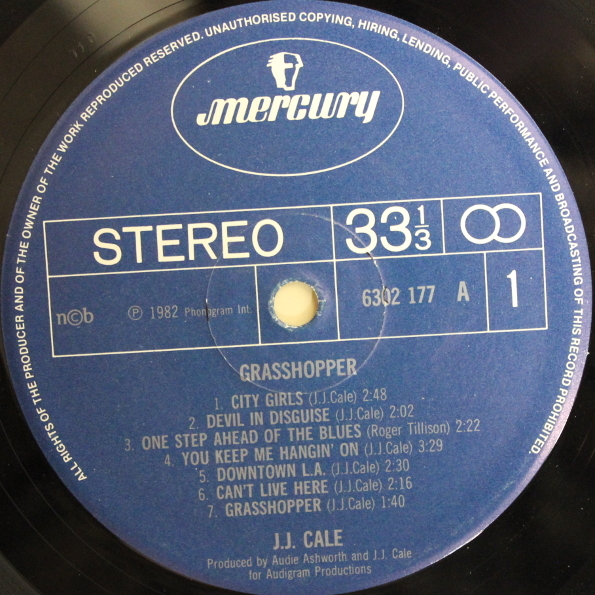 ALL RIGHTS OF THE PRODUCER AND OF THE OWNER OF THE WORK REPRODUCED RESERVED. UNAUTHORISED COPYING, HIRING, LENDING, PUBLIC PERFORMANCE AND BROADCASTING OF THIS RECORD PROHIBITED.
mercury
STEREO 33 1/3
n©b ℗ 1982 Phonogram Int. 6302 177 A 1
GRASSHOPPER
1. CITY GIRLS (J.J.Cale) 2:48
2. DEVIL IN DISGUISE (J.J.Cale) 2:02
3. ONE STEP AHEAD OF THE BLUES (Roger Tillison) 2:22
4. YOU KEEP ME HANGIN' ON (J.J.Cale) 3:29
5. DOWNTOWN L.A. (J.J.Cale) 2:30
6. CAN'T LIVE HERE (J.J.Cale) 2:16
7. GRASSHOPPER (J.J.Cale) 1:40
J.J. CALE
Produced by Audie Ashworth and J.J. Cale
for Audigram Productions